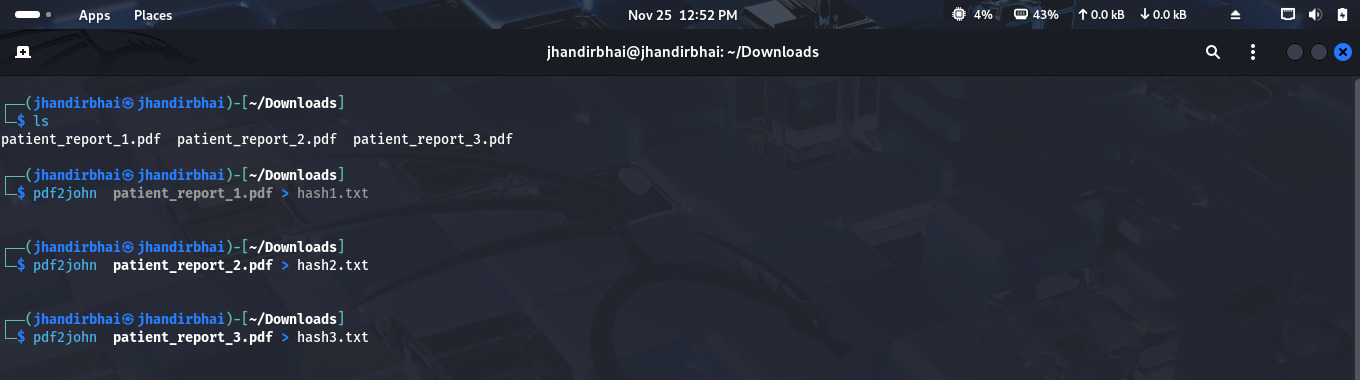 Apps Places Nov 25 12:52 PM 4% 43% 0.0 kB 0.0 kB
jhandirbhai@jhandirbhai: ~/Downloads
┌──(jhandirbhai㉿jhandirbhai)-[~/Downloads]
└─$ ls
patient_report_1.pdf patient_report_2.pdf patient_report_3.pdf
┌──(jhandirbhai㉿jhandirbhai)-[~/Downloads]
└─$ pdf2john patient_report_1.pdf > hash1.txt
┌──(jhandirbhai㉿jhandirbhai)-[~/Downloads]
└─$ pdf2john patient_report_2.pdf > hash2.txt
┌──(jhandirbhai㉿jhandirbhai)-[~/Downloads]
└─$ pdf2john patient_report_3.pdf > hash3.txt